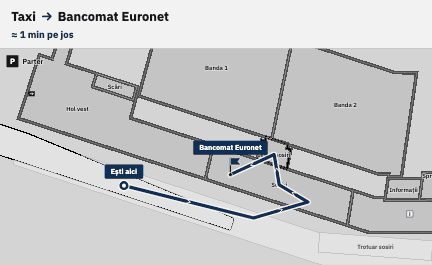 Taxi → Bancomat Euronet
≈ 1 min pe jos
P Parter
Banda 1
Scări
Banda 2
Hol vest
Bancomat Euronet
Ești aici
Informații
Trotuar sosiri